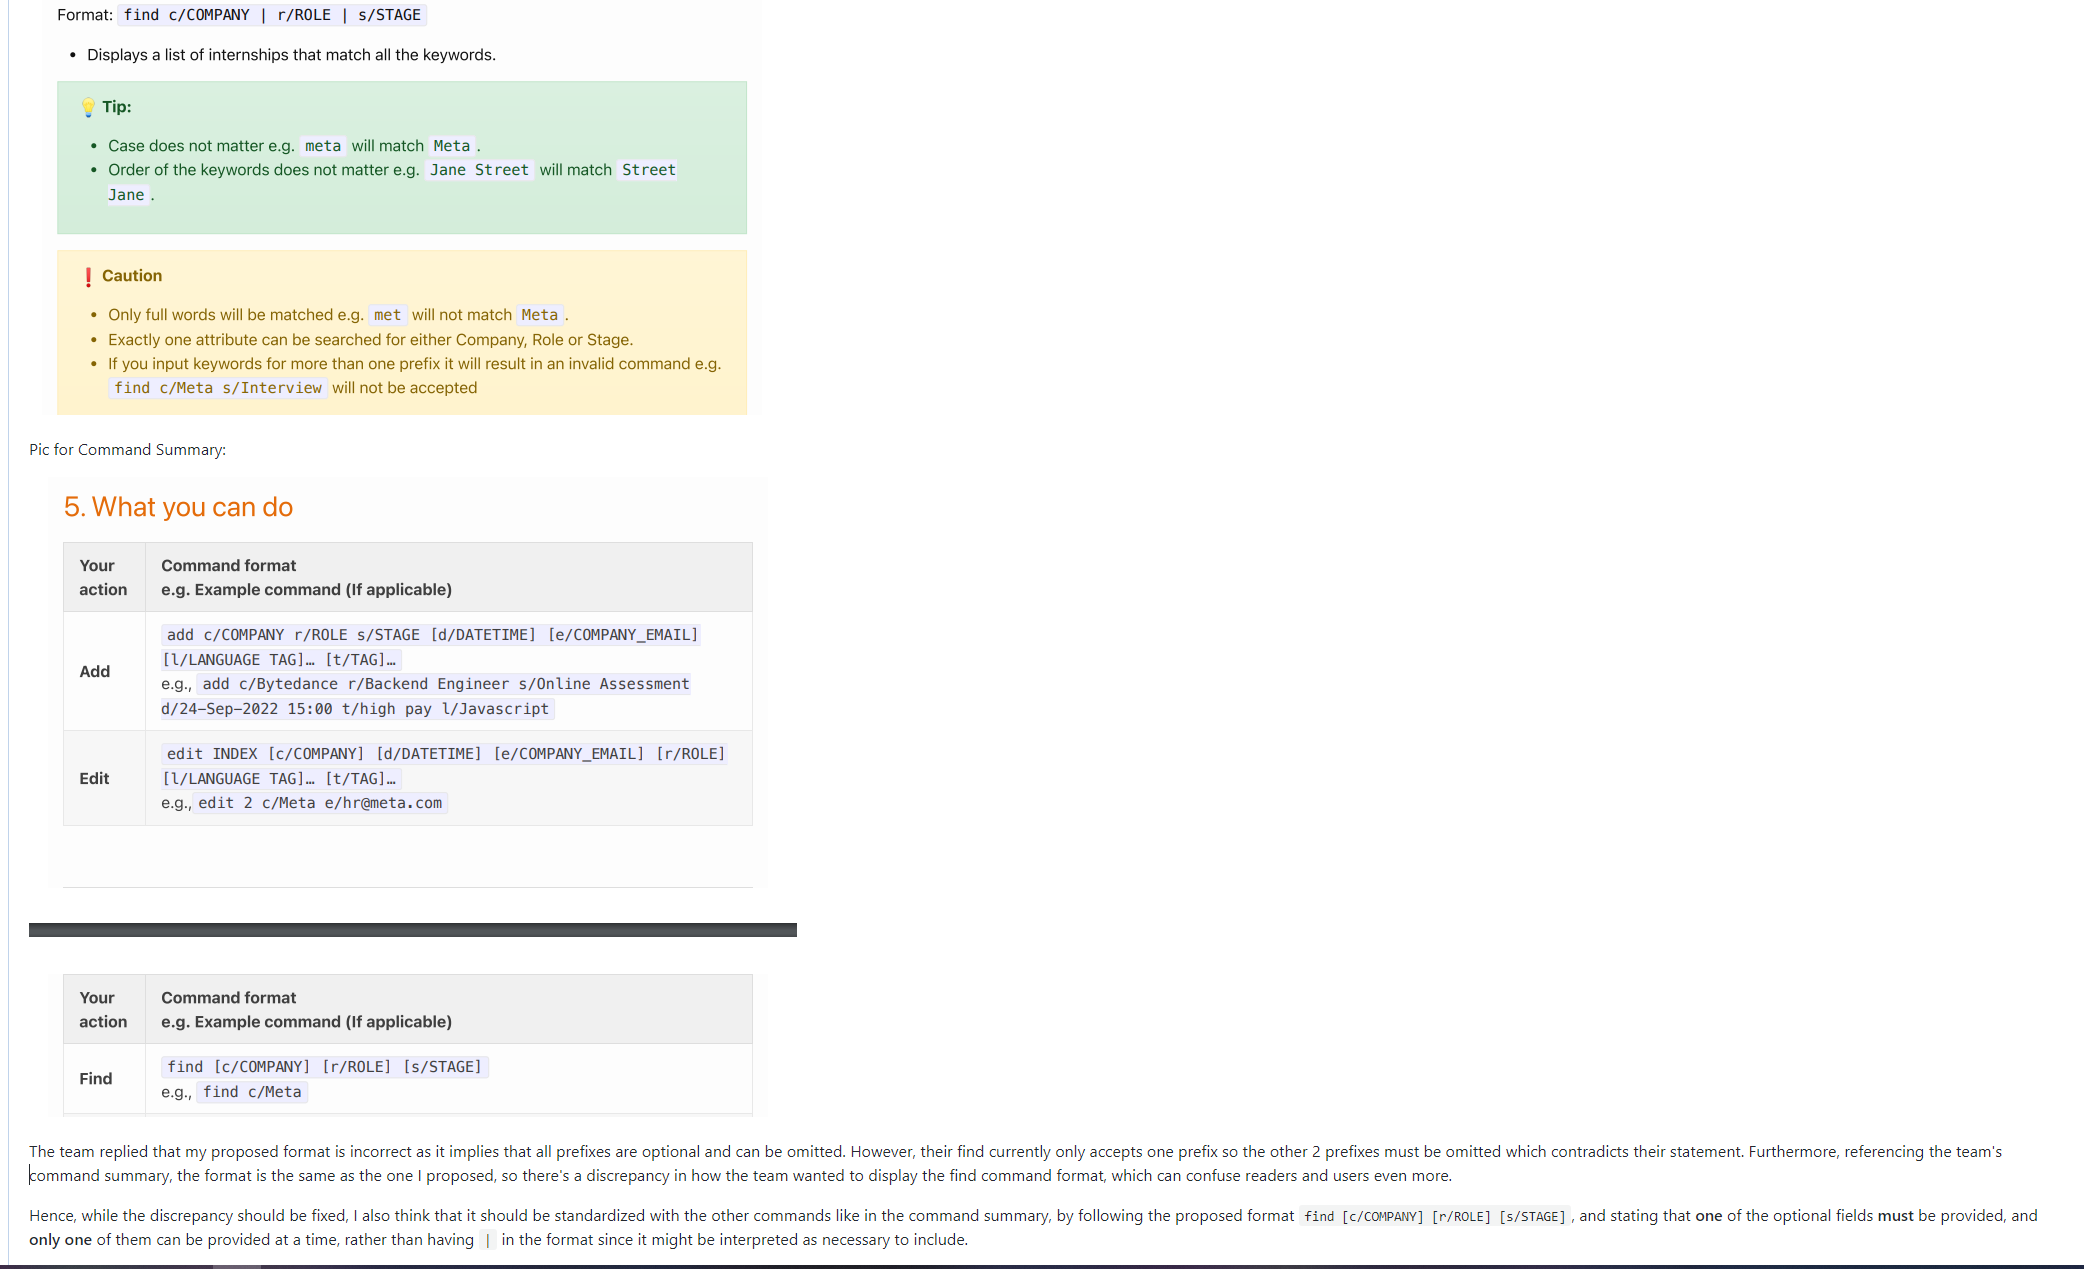 Format: find c/COMPANY | r/ROLE | s/STAGE
• Displays a list of internships that match all the keywords.
💡 Tip:
• Case does not matter e.g. meta will match Meta .
• Order of the keywords does not matter e.g. Jane Street will match Street
Jane .
❗ Caution
• Only full words will be matched e.g. met will not match Meta .
• Exactly one attribute can be searched for either Company, Role or Stage.
• If you input keywords for more than one prefix it will result in an invalid command e.g.
find c/Meta s/Interview will not be accepted
Pic for Command Summary:
5. What you can do
Your action
Command format
e.g. Example command (If applicable)
Add
add c/COMPANY r/ROLE s/STAGE [d/DATETIME] [e/COMPANY_EMAIL]
[l/LANGUAGE TAG]… [t/TAG]…
e.g., add c/Bytedance r/Backend Engineer s/Online Assessment
d/24–Sep–2022 15:00 t/high pay l/Javascript
Edit
edit INDEX [c/COMPANY] [d/DATETIME] [e/COMPANY_EMAIL] [r/ROLE]
[l/LANGUAGE TAG]… [t/TAG]…
e.g., edit 2 c/Meta e/hr@meta.com
Your action
Command format
e.g. Example command (If applicable)
Find
find [c/COMPANY] [r/ROLE] [s/STAGE]
e.g., find c/Meta
The team replied that my proposed format is incorrect as it implies that all prefixes are optional and can be omitted. However, their find currently only accepts one prefix so the other 2 prefixes must be omitted which contradicts their statement. Furthermore, referencing the team's
command summary, the format is the same as the one I proposed, so there's a discrepancy in how the team wanted to display the find command format, which can confuse readers and users even more.
Hence, while the discrepancy should be fixed, I also think that it should be standardized with the other commands like in the command summary, by following the proposed format find [c/COMPANY] [r/ROLE] [s/STAGE] , and stating that one of the optional fields must be provided, and
only one of them can be provided at a time, rather than having | in the format since it might be interpreted as necessary to include.